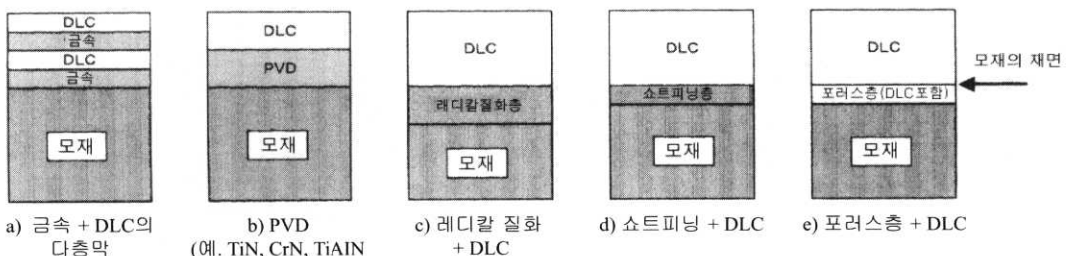 DLC
금속
DLC
금속
모재
a) 금속 + DLC의
다층막
DLC
PVD
모재
b) PVD
(예. TiN, CrN, TiAlN
DLC
래디칼질화층
모재
c) 레디칼 질화
+ DLC
DLC
쇼트피닝층
모재
d) 쇼트피닝 + DLC
DLC
포러스층(DLC포함)
모재
e) 포러스층 + DLC
모재의 재면